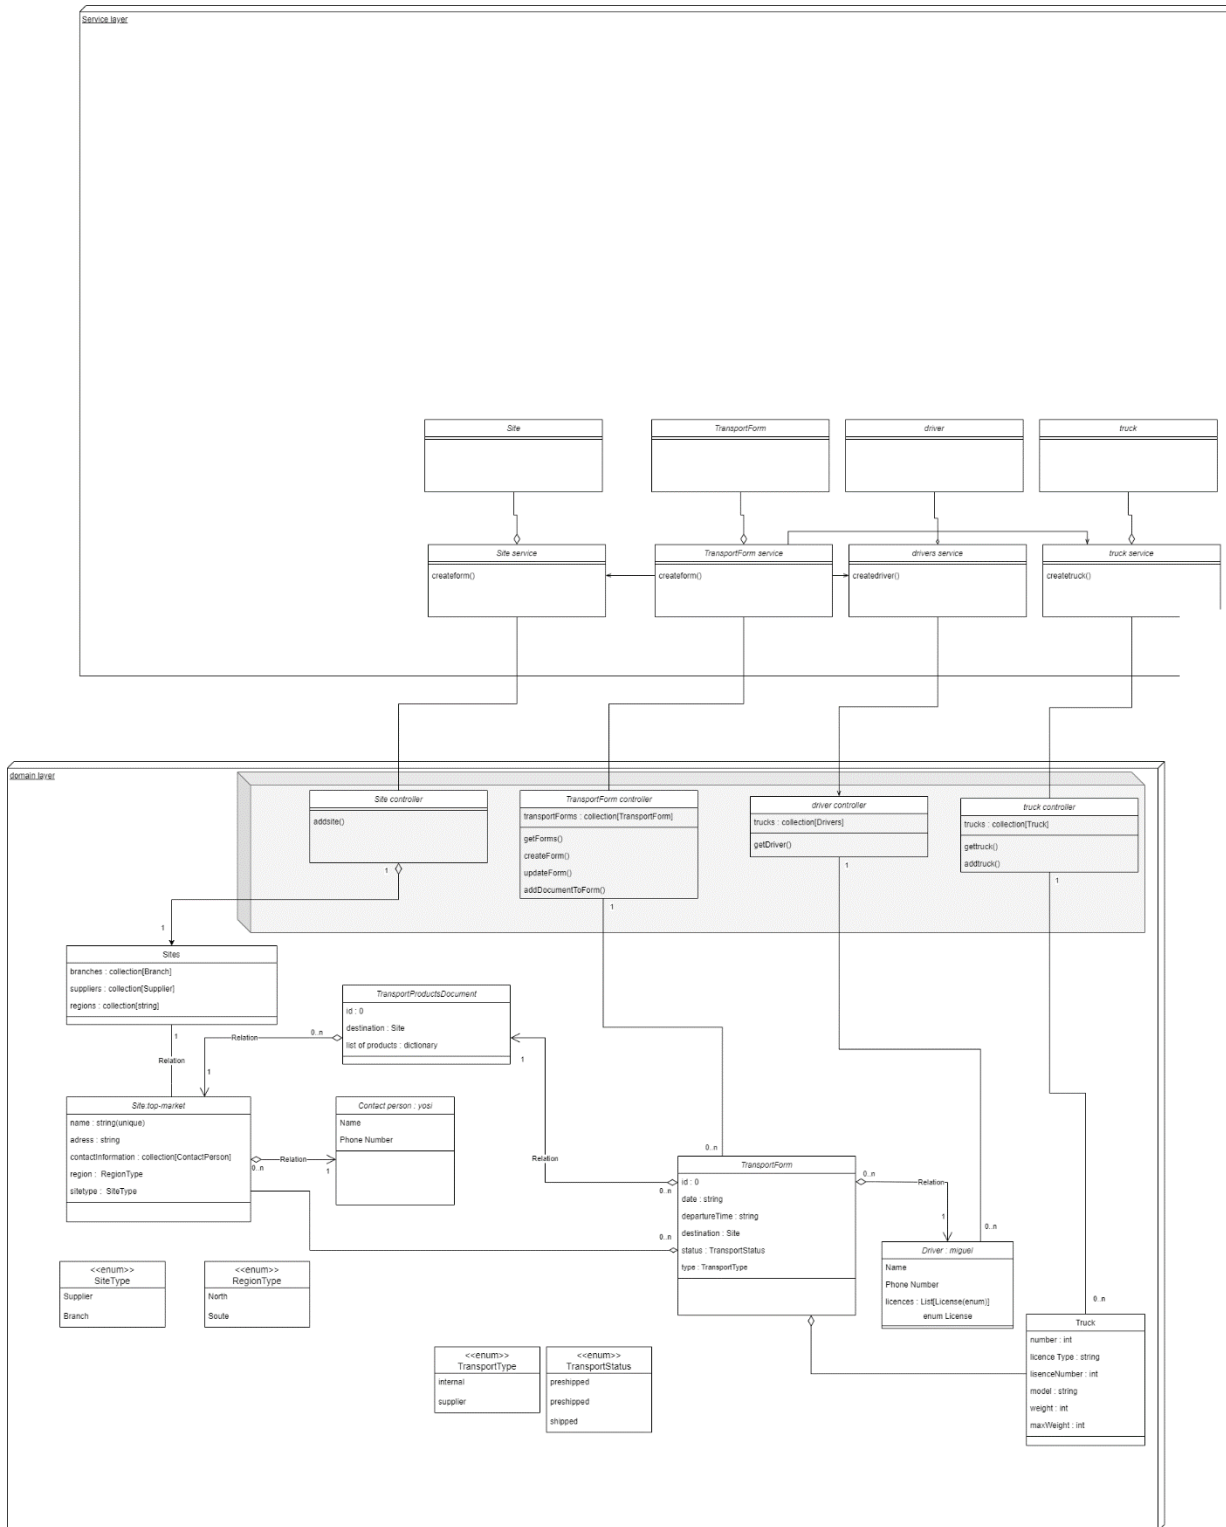 Service layer
Site
TransportForm
driver
truck
Site service
createform()
TransportForm service
createform()
drivers service
createdriver()
truck service
createtruck()
domain layer
Site controller
addsite()
1
TransportForm controller
transportForms : collection[TransportForm]
getForms()
createForm()
updateForm()
addDocumentToForm()
1
driver controller
trucks : collection[Drivers]
getDriver()
1
truck controller
trucks : collection[Truck]
gettruck()
addtruck()
1
1
Sites
branches : collection[Branch]
suppliers : collection[Supplier]
regions : collection[string]
1
Relation
TransportProductsDocument
id : 0
destination : Site
list of products : dictionary
0..n
Relation
1
1
Relation
0..n
Site:top-market
name : string(unique)
adress : string
contactInformation : collection[ContactPerson]
region : RegionType
sitetype : SiteType
0..n
Relation
1
Contact person : yosi
Name
Phone Number
0..n
0..n
TransportForm
id : 0
date : string
departureTime : string
destination : Site
status : TransportStatus
type : TransportType
0..n
Relation
1
0..n
Driver : miguel
Name
Phone Number
licences : List[License(enum)]
enum License
0..n
Truck
number : int
licence Type : string
lisenceNumber : int
model : string
weight : int
maxWeight : int
<<enum>>
SiteType
Supplier
Branch
<<enum>>
RegionType
North
Soute
<<enum>>
TransportType
internal
supplier
<<enum>>
TransportStatus
preshipped
preshipped
shipped